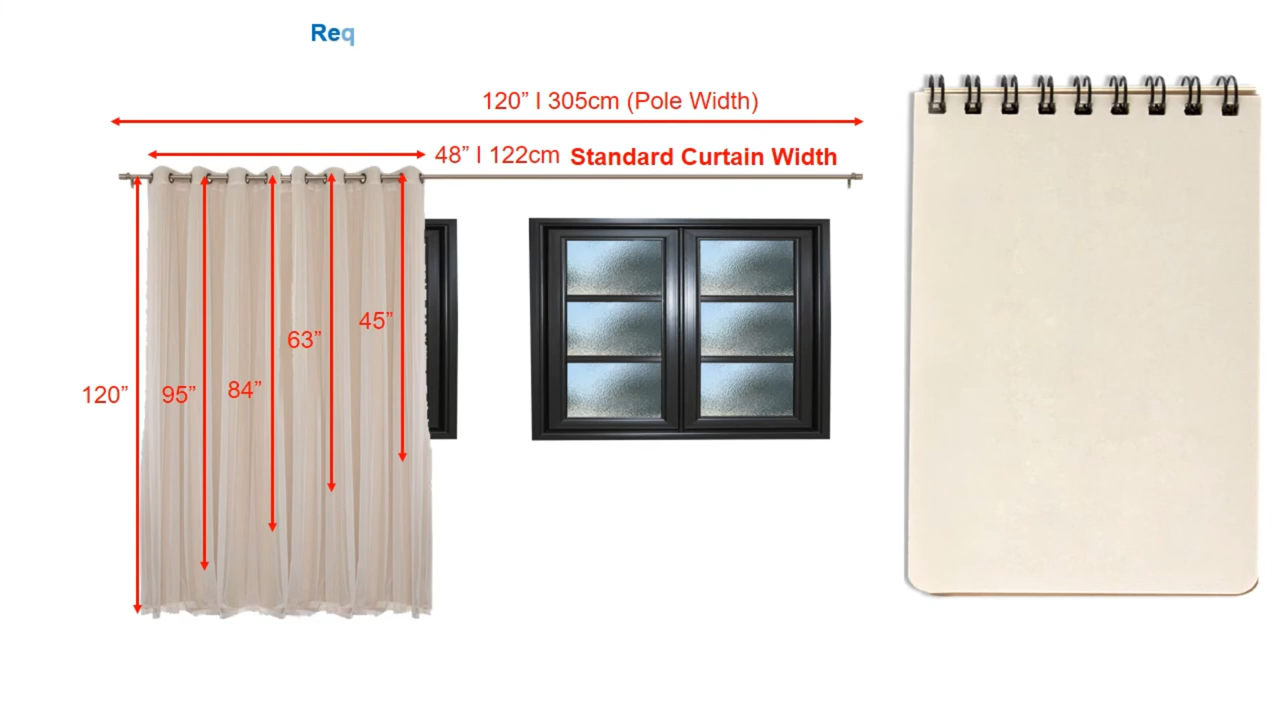 Req
120” I 305cm (Pole Width)
48” I 122cm Standard Curtain Width
45”
63”
84”
95”
120”